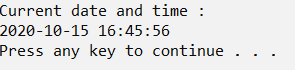 Current date and time :
2020-10-15 16:45:56
Press any key to continue . . .